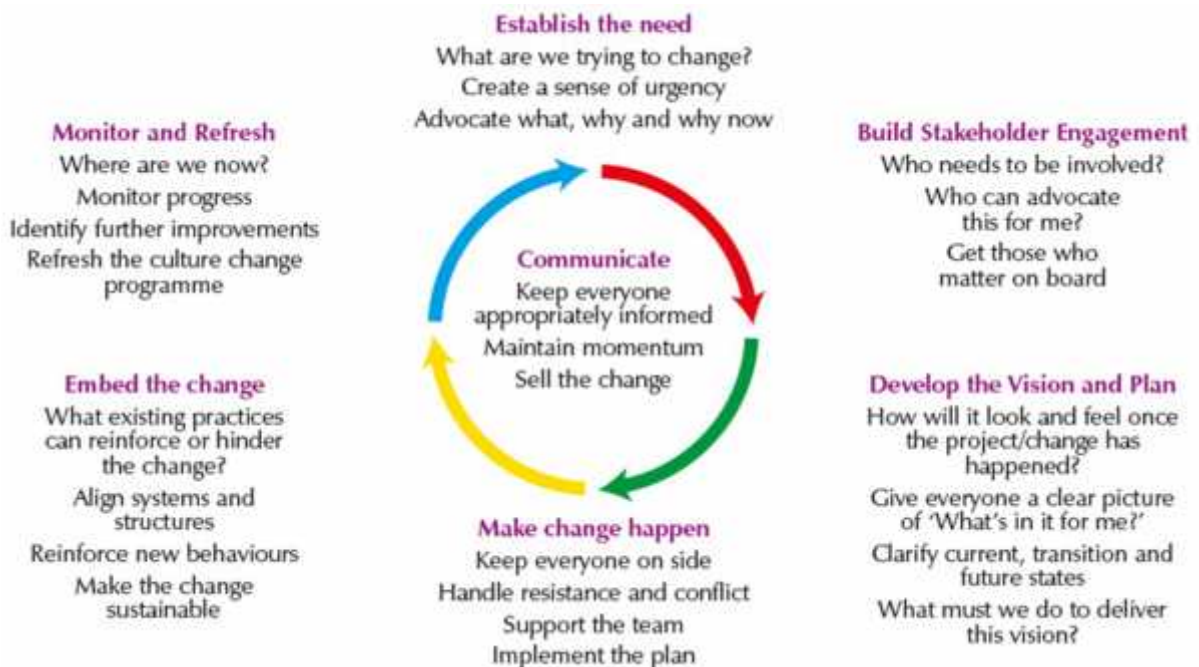 Establish the need
What are we trying to change?
Create a sense of urgency
Advocate what, why and why now
Build Stakeholder Engagement
Who needs to be involved?
Who can advocate
this for me?
Get those who
matter on board
Develop the Vision and Plan
How will it look and feel once
the project/change has
happened?
Give everyone a clear picture
of ‘What’s in it for me?’
Clarify current, transition and
future states
What must we do to deliver
this vision?
Make change happen
Keep everyone on side
Handle resistance and conflict
Support the team
Implement the plan
Embed the change
What existing practices
can reinforce or hinder
the change?
Align systems and
structures
Reinforce new behaviours
Make the change
sustainable
Monitor and Refresh
Where are we now?
Monitor progress
Identify further improvements
Refresh the culture change
programme
Communicate
Keep everyone
appropriately informed
Maintain momentum
Sell the change